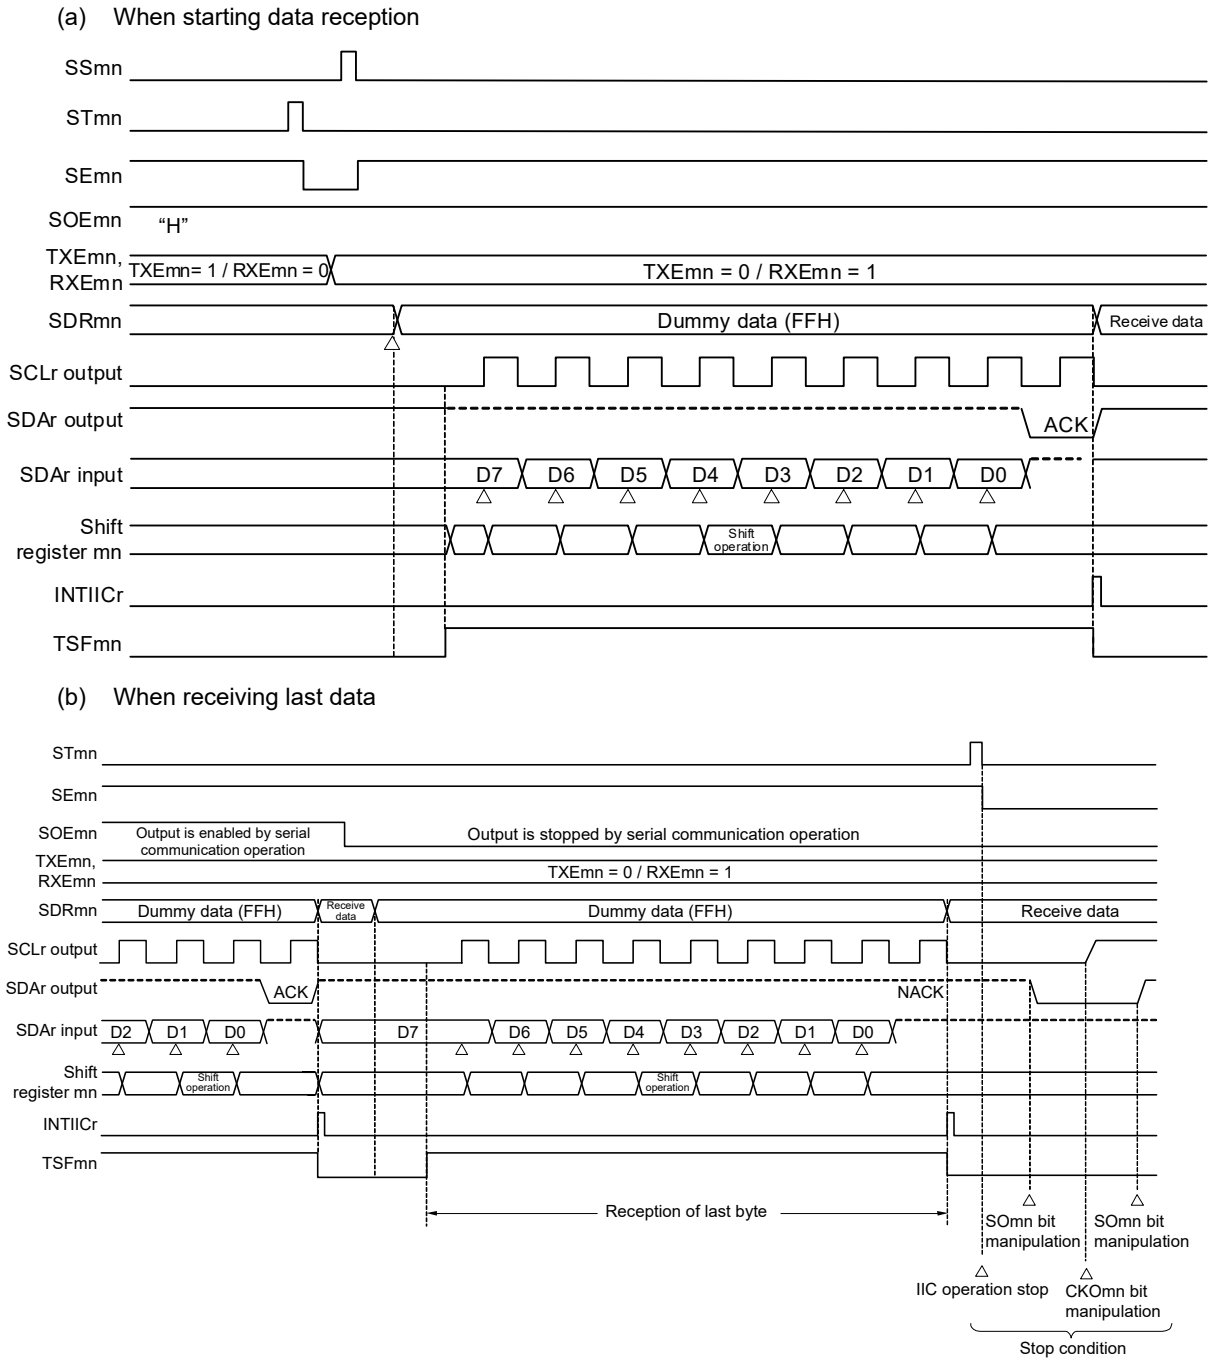 (a) When starting data reception
SSmn
STmn
SEmn
SOEmn “H”
TXEmn,
RXEmn
TXEmn= 1 / RXEmn = 0 TXEmn = 0 / RXEmn = 1
SDRmn Dummy data (FFH) Receive data
SCLr output
SDAr output ACK
SDAr input D7 D6 D5 D4 D3 D2 D1 D0
Shift
register mn
Shift
operation
INTIICr
TSFmn
(b) When receiving last data
STmn
SEmn
SOEmn
Output is enabled by serial
communication operation
Output is stopped by serial communication operation
TXEmn,
RXEmn
TXEmn = 0 / RXEmn = 1
SDRmn Dummy data (FFH)
Receive
data
Dummy data (FFH) Receive data
SCLr output
SDAr output ACK NACK
SDAr input D2 D1 D0 D7 D6 D5 D4 D3 D2 D1 D0
Shift
register mn
Shift
operation
Shift
operation
INTIICr
TSFmn
Reception of last byte
SOmn bit
manipulation
SOmn bit
manipulation
IIC operation stop
CKOmn bit
manipulation
Stop condition